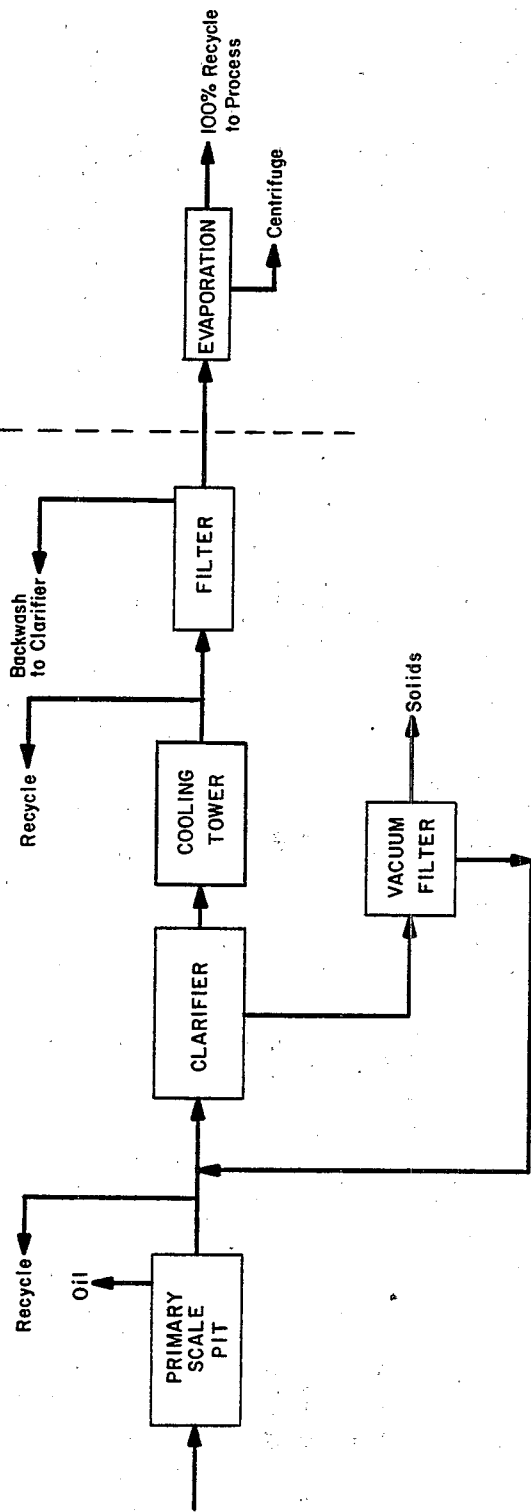 Recycle
Oil
PRIMARY
SCALE
PIT
CLARIFIER
COOLING
TOWER
Recycle
Backwash
to Clarifier
FILTER
VACUUM
FILTER
Solids
EVAPORATION
100% Recycle
to Process
Centrifuge